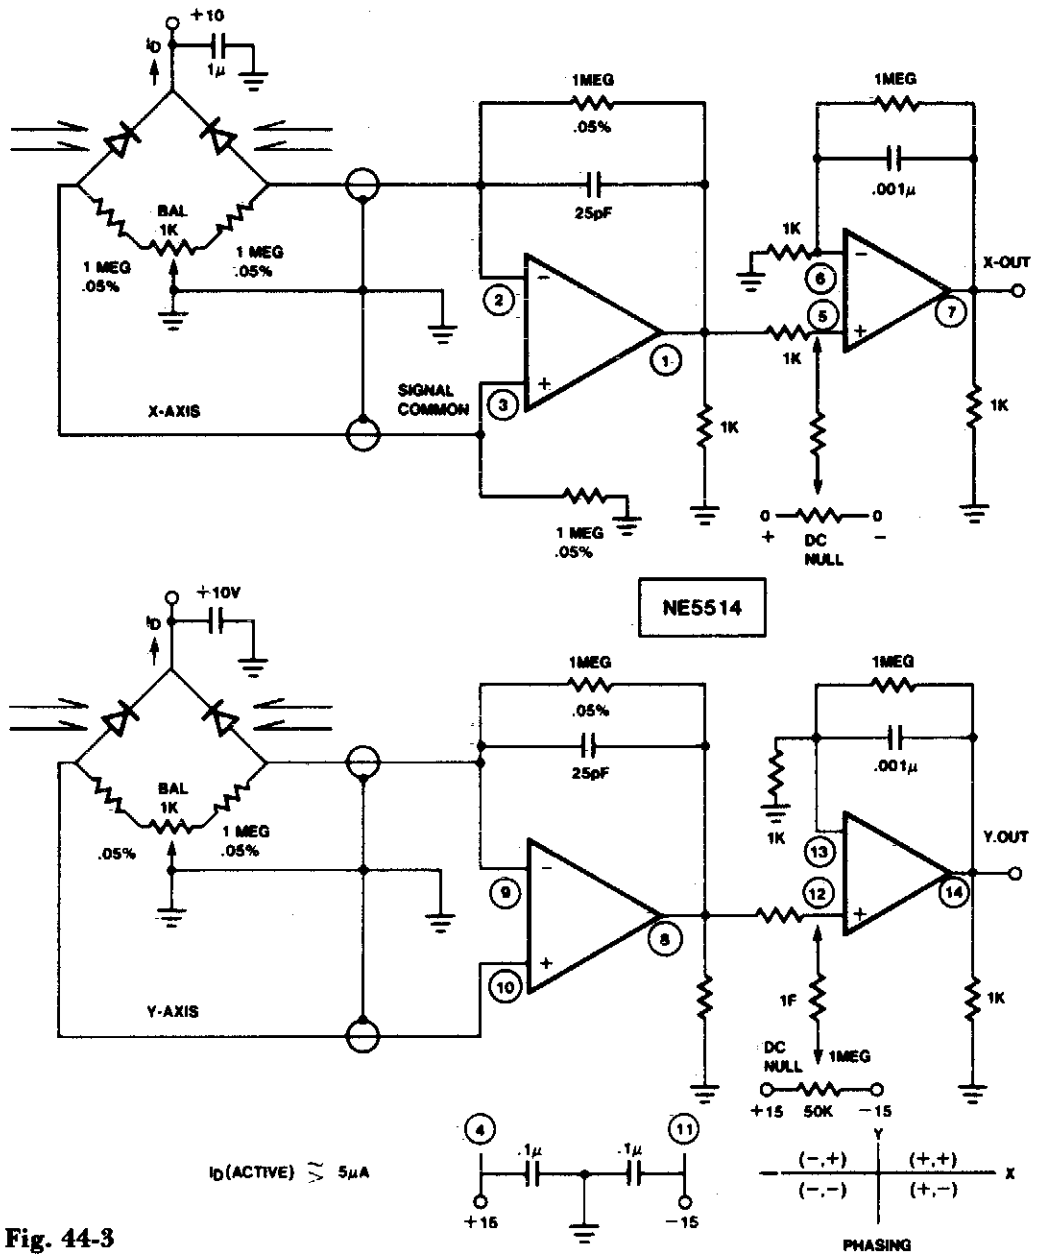 +10
ID
1µ
1MEG
.05%
25pF
1MEG
.001µ
BAL
1K
1 MEG
.05%
1 MEG
.05%
1K
X-OUT
2
−
6
−
5
+
7
1
1K
3
+
SIGNAL
COMMON
X-AXIS
1K
1K
1 MEG
.05%
0
0
+
DC
NULL
−
NE5514
+10V
ID
1MEG
.05%
25pF
1MEG
.001µ
BAL
1K
.05%
1 MEG
.05%
1K
Y.OUT
13
9
−
12
+
14
8
10
+
Y-AXIS
1F
1K
DC
NULL
1MEG
+15
50K
−15
4
11
.1µ
.1µ
+15
−15
ID(ACTIVE) ≈> 5µA
Y
(−,+)
(+,+)
−
X
(−,−)
(+,−)
PHASING
Fig. 44-3